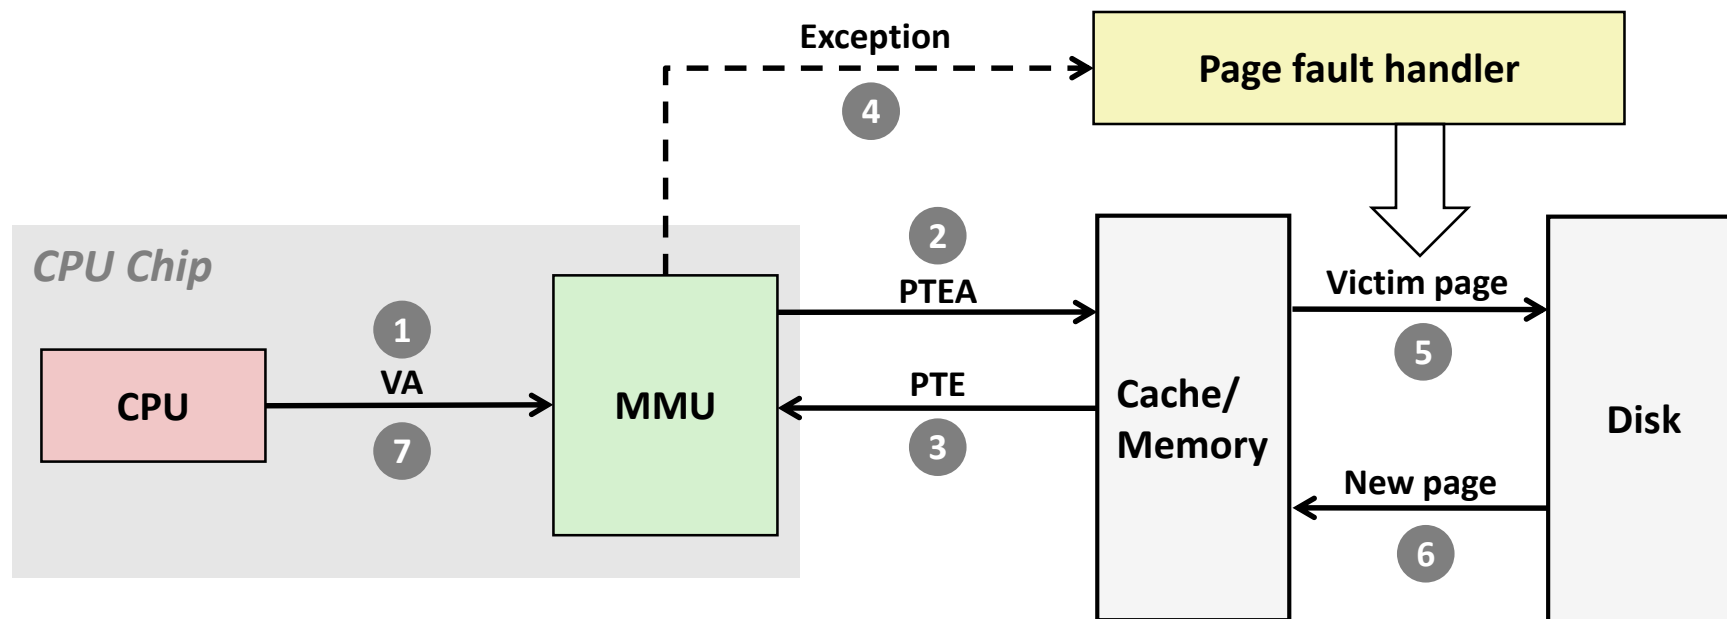 Exception
Page fault handler
4
2
CPU Chip
PTEA
Victim page
1
5
VA
PTE
CPU
MMU
Cache/
Memory
Disk
7
3
New page
6